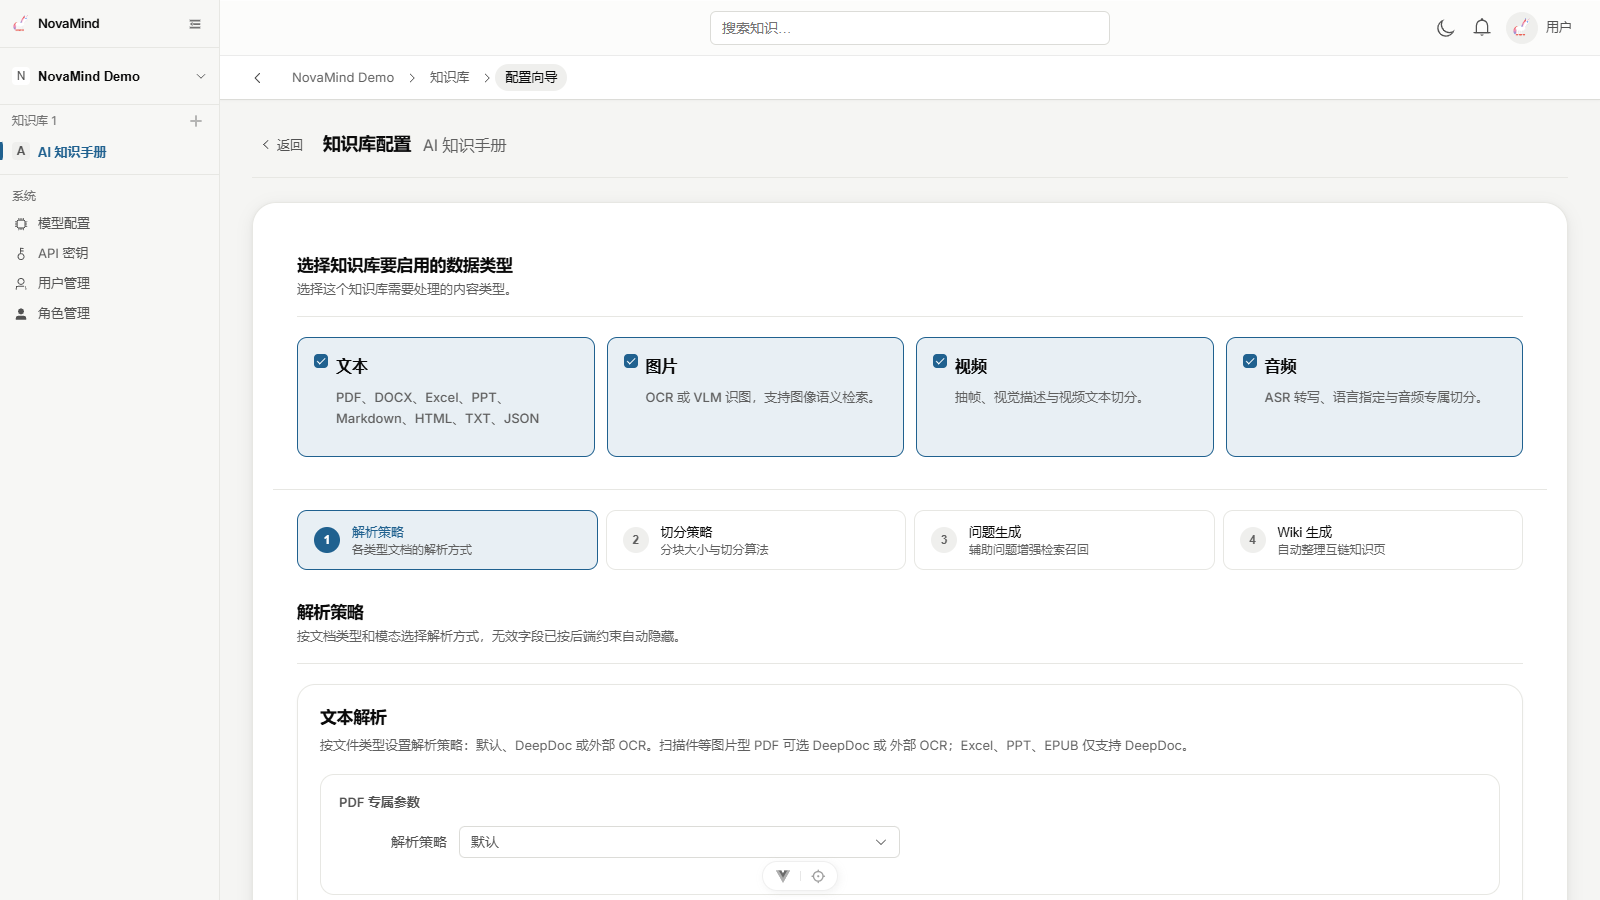 NovaMind
搜索知识...
用户
N NovaMind Demo
NovaMind Demo
知识库
配置向导
知识库 1
A AI 知识手册
系统
模型配置
API 密钥
用户管理
角色管理
返回 知识库配置 AI 知识手册
选择知识库要启用的数据类型
选择这个知识库需要处理的内容类型。
文本
PDF、DOCX、Excel、PPT、
Markdown、HTML、TXT、JSON
图片
OCR 或 VLM 识图，支持图像语义检索。
视频
抽帧、视觉描述与视频文本切分。
音频
ASR 转写、语言指定与音频专属切分。
1 解析策略
各类型文档的解析方式
2 切分策略
分块大小与切分算法
3 问题生成
辅助问题增强检索召回
4 Wiki 生成
自动整理互链知识页
解析策略
按文档类型和模态选择解析方式，无效字段已按后端约束自动隐藏。
文本解析
按文件类型设置解析策略：默认、DeepDoc 或外部 OCR。扫描件等图片型 PDF 可选 DeepDoc 或 外部 OCR；Excel、PPT、EPUB 仅支持 DeepDoc。
PDF 专属参数
解析策略 默认